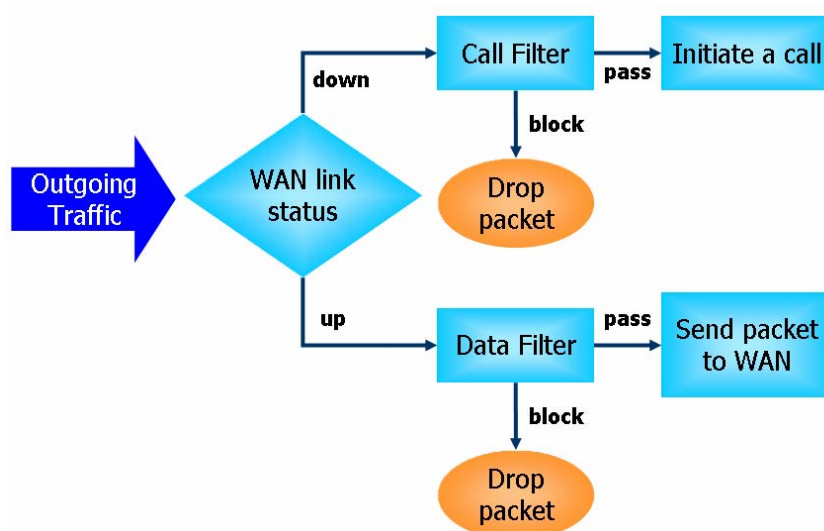 Call Filter
pass
Initiate a call
down
block
Outgoing
Traffic
WAN link
status
Drop
packet
up
Data Filter
pass
Send packet
to WAN
block
Drop
packet